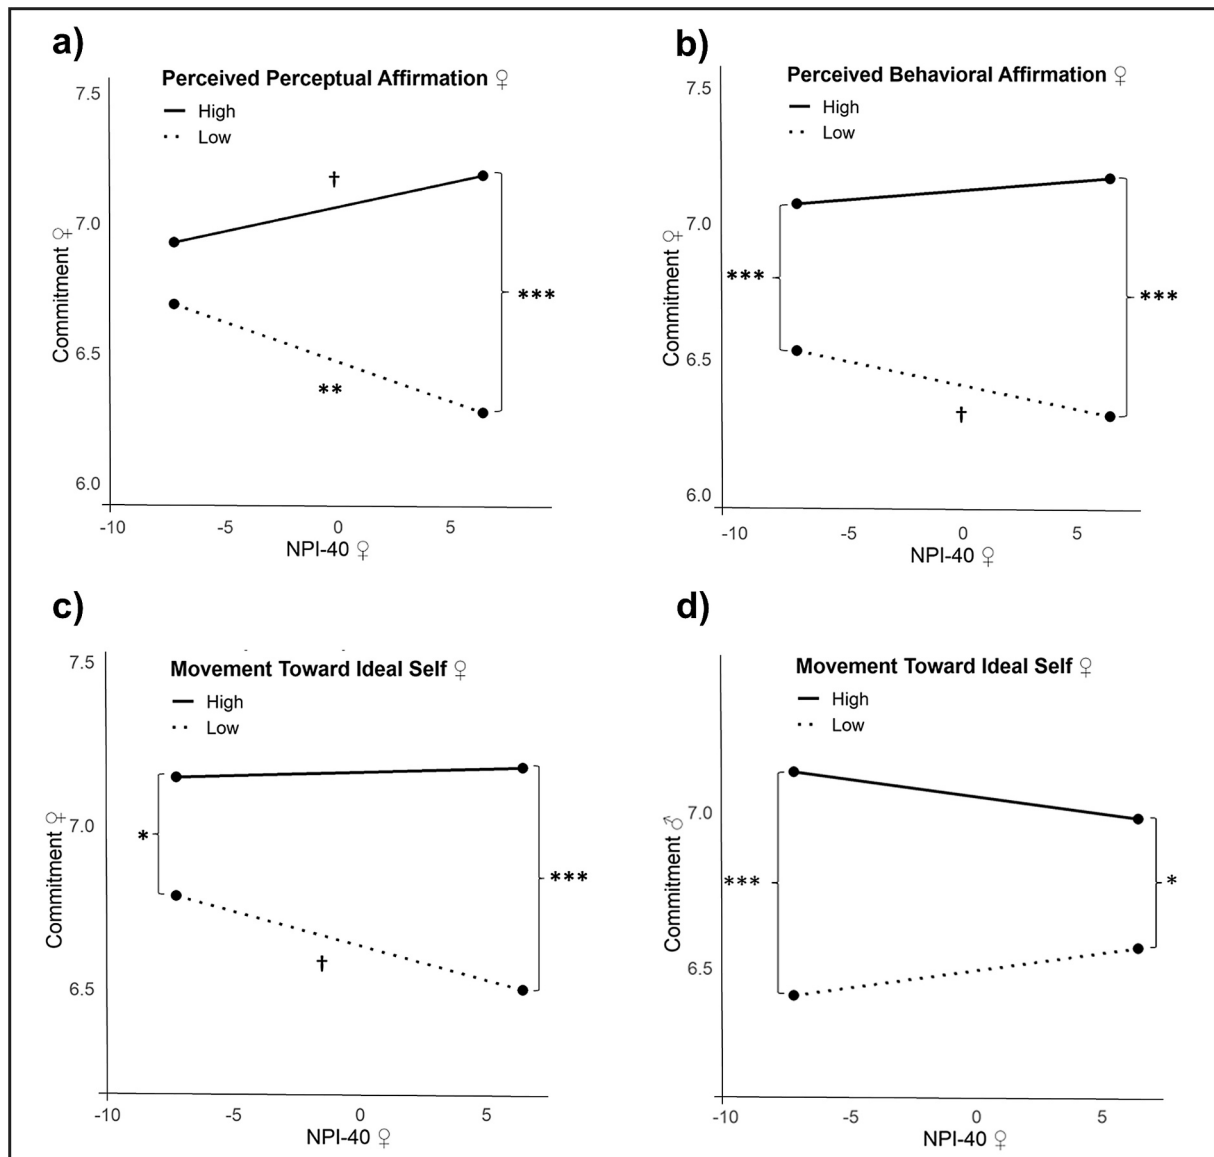 a)
Perceived Perceptual Affirmation ♀
High
Low
7.5
7.0
6.5
6.0
Commitment ♀
†
**
***
-10 -5 0 5
NPI-40 ♀
b)
Perceived Behavioral Affirmation ♀
High
Low
7.5
7.0
6.5
6.0
Commitment ♀
***
***
†
-10 -5 0 5
NPI-40 ♀
c)
Movement Toward Ideal Self ♀
High
Low
7.5
7.0
6.5
Commitment ♀
*
***
†
-10 -5 0 5
NPI-40 ♀
d)
Movement Toward Ideal Self ♀
High
Low
7.0
6.5
Commitment ♂
***
*
-10 -5 0 5
NPI-40 ♀